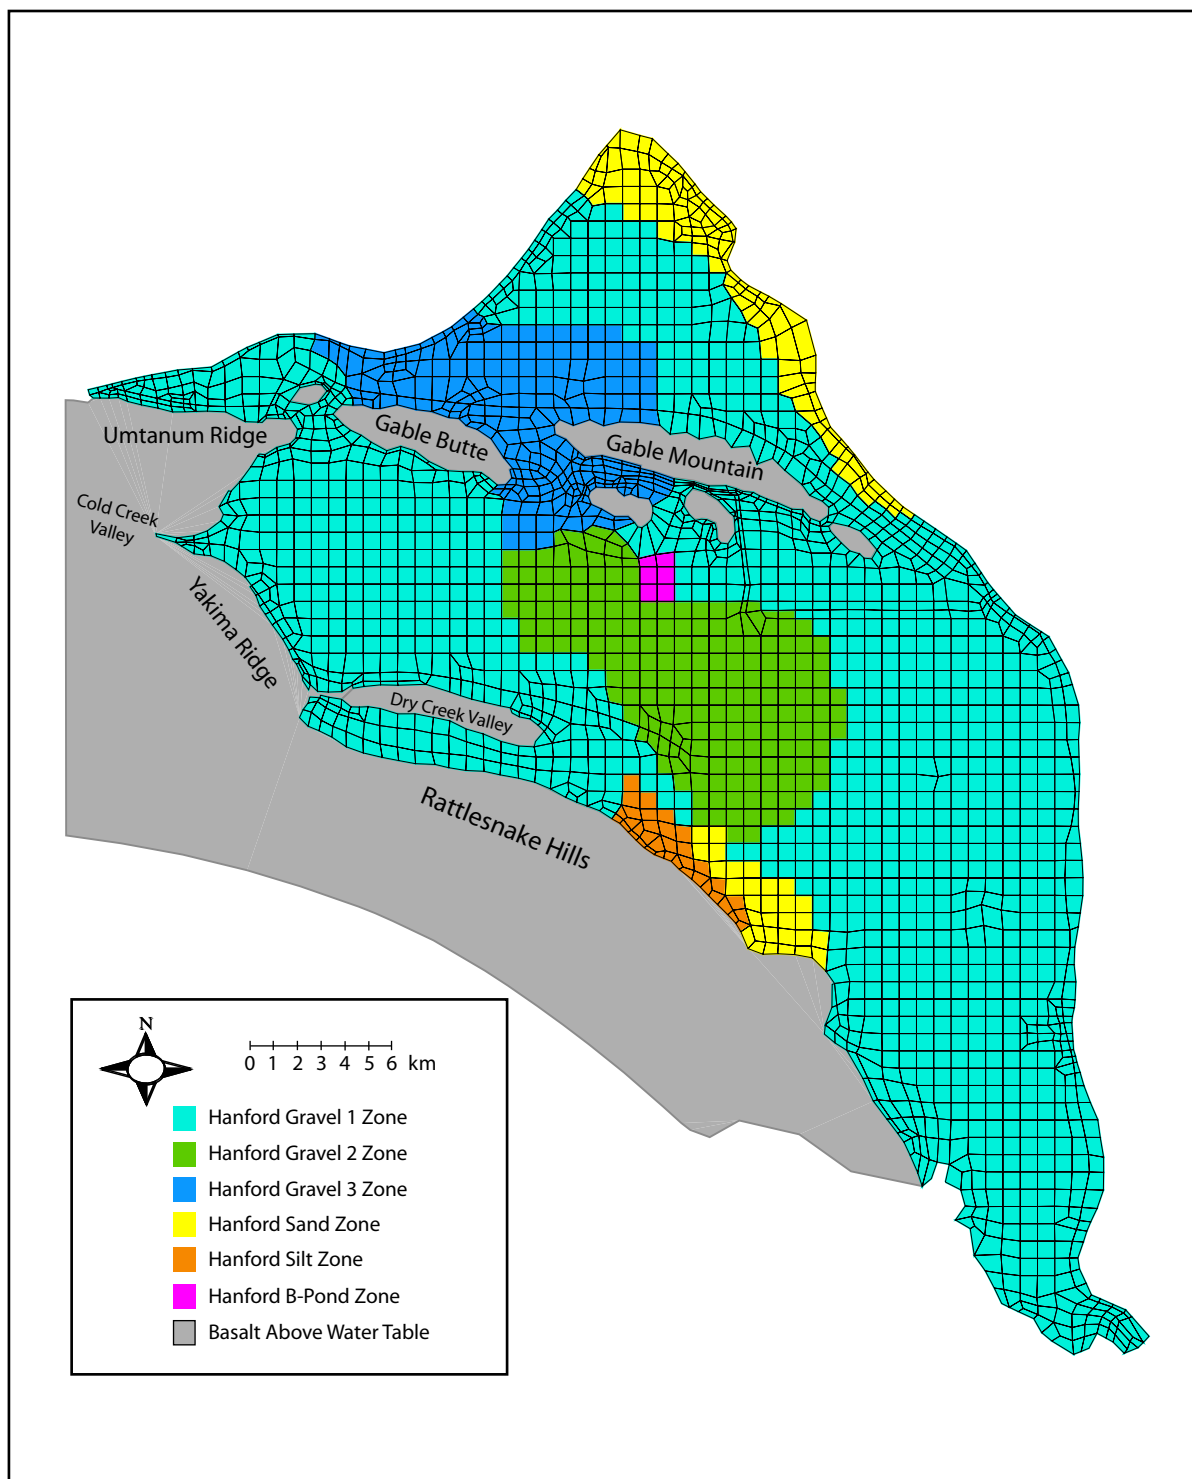 Umtanum Ridge
Gable Butte
Gable Mountain
Cold Creek
Valley
Yakima Ridge
Dry Creek Valley
Rattlesnake Hills
N
0 1 2 3 4 5 6 km
Hanford Gravel 1 Zone
Hanford Gravel 2 Zone
Hanford Gravel 3 Zone
Hanford Sand Zone
Hanford Silt Zone
Hanford B-Pond Zone
Basalt Above Water Table